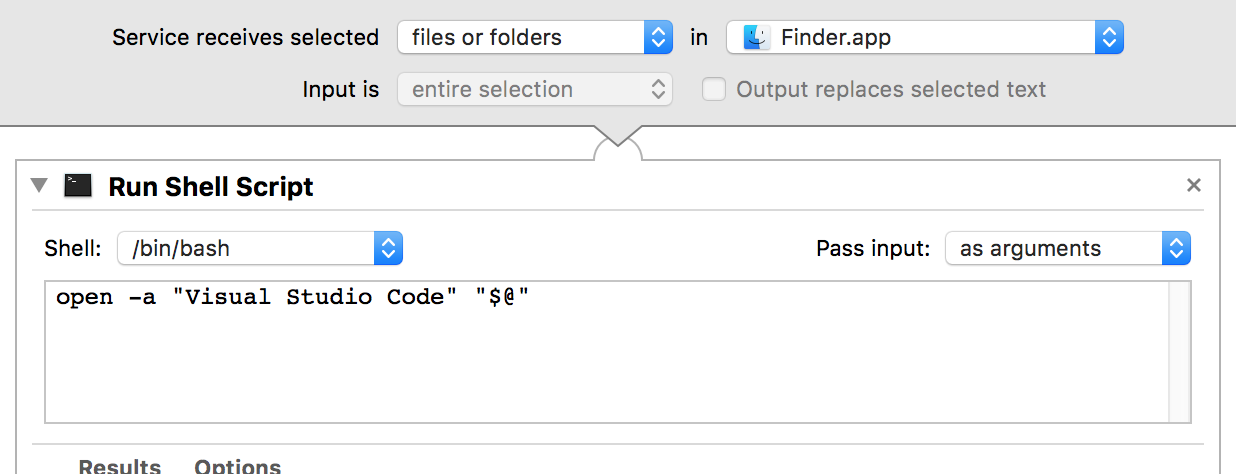 Service receives selected files or folders in Finder.app
Input is entire selection Output replaces selected text
Run Shell Script
Shell: /bin/bash Pass input: as arguments
open -a "Visual Studio Code" "$@"
Results Options